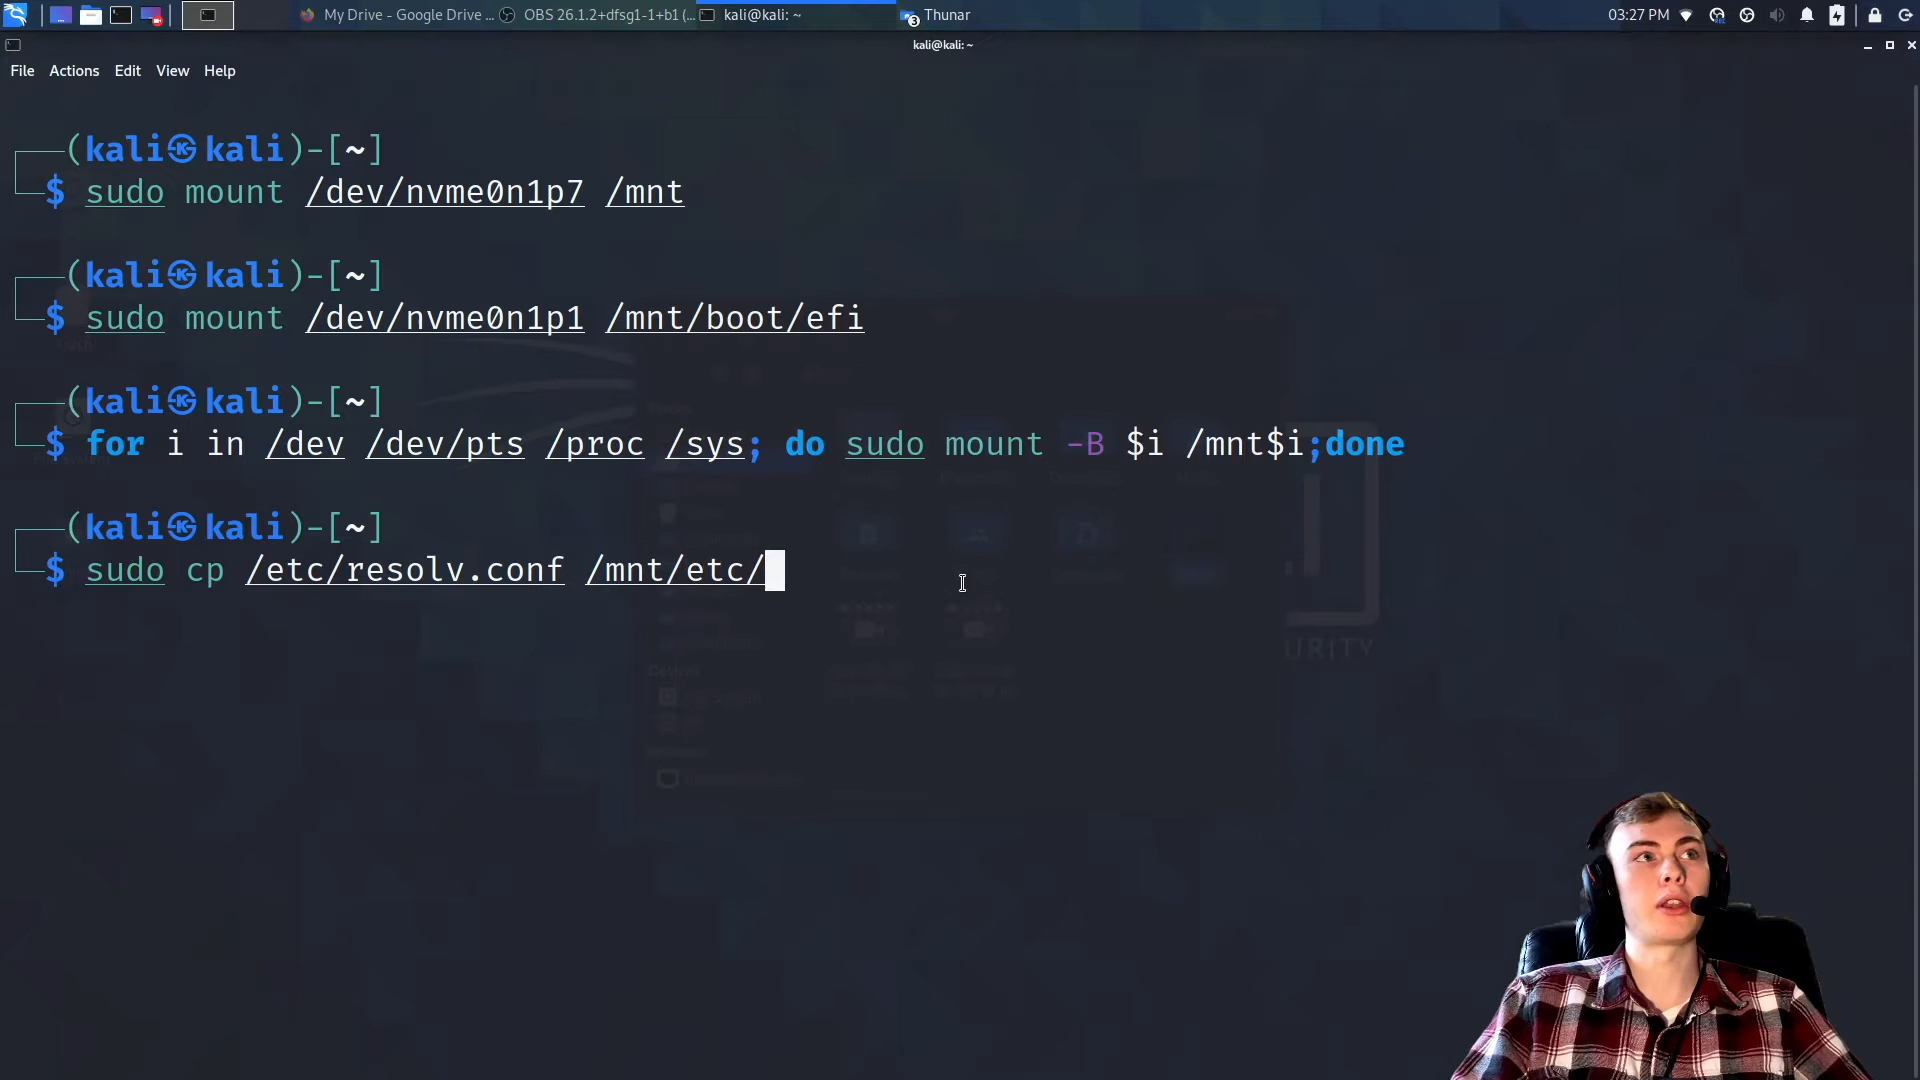 My Drive - Google Drive ...
OBS 26.1.2+dfsg1-1+b1 (...
kali@kali: ~
3
Thunar
03:27 PM
kali@kali: ~
File Actions Edit View Help
(kali㉿kali)-[~]
$ sudo mount /dev/nvme0n1p7 /mnt
(kali㉿kali)-[~]
$ sudo mount /dev/nvme0n1p1 /mnt/boot/efi
(kali㉿kali)-[~]
$ for i in /dev /dev/pts /proc /sys; do sudo mount -B $i /mnt$i;done
(kali㉿kali)-[~]
$ sudo cp /etc/resolv.conf /mnt/etc/
URITY